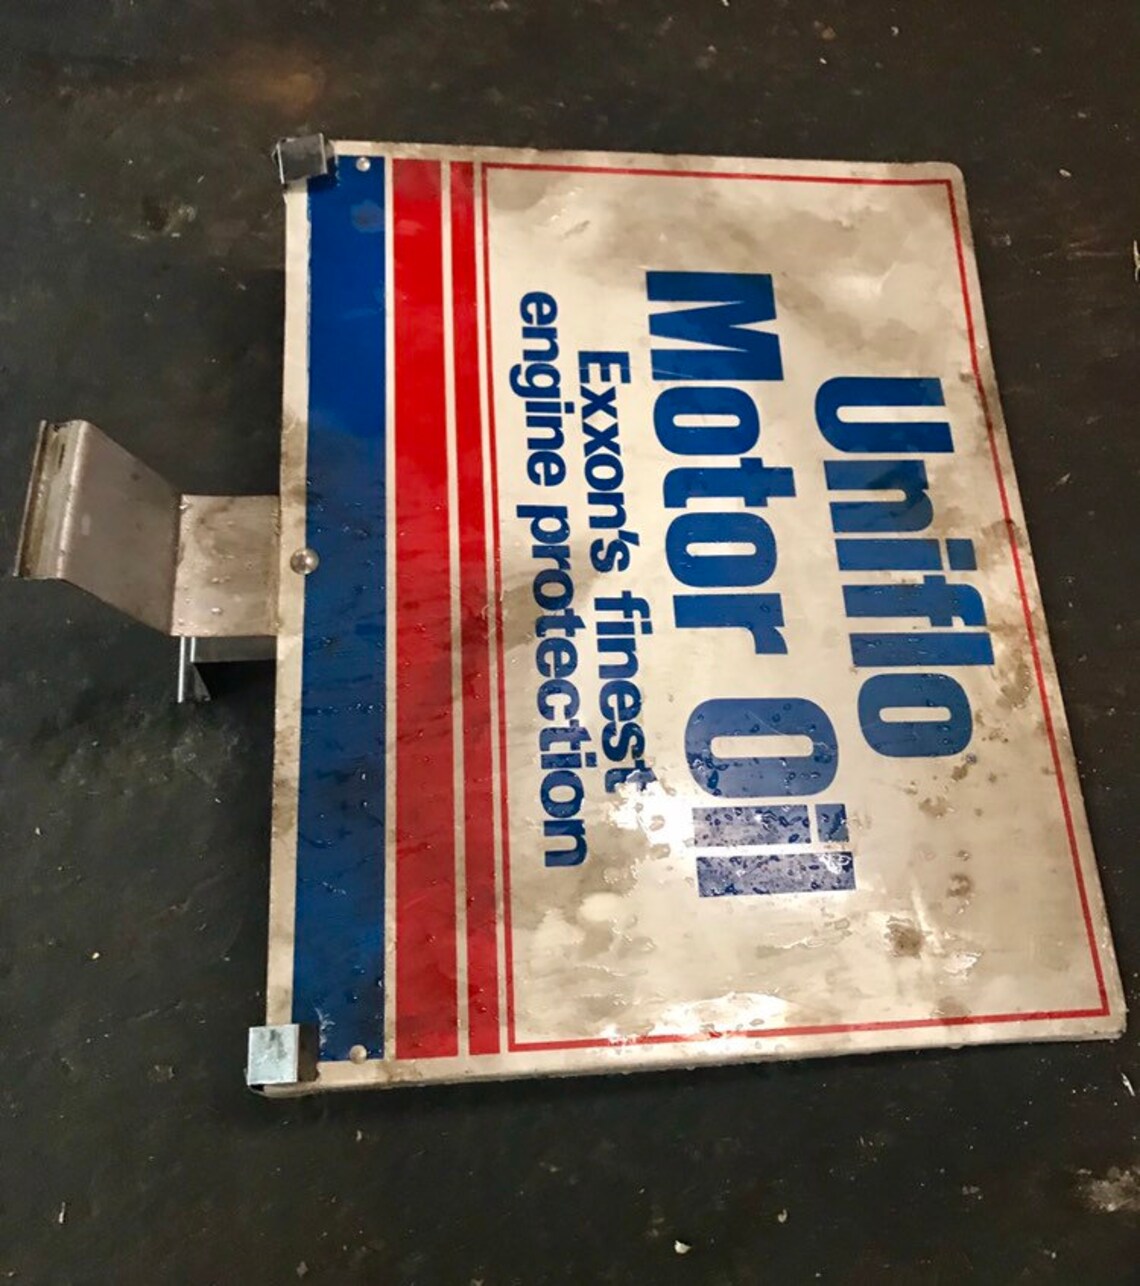 Uniflo
Motor Oil
Exxon's finest
engine protection